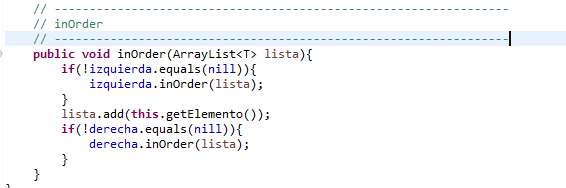 // ------------------------------------------------------------------
// inOrder
// ------------------------------------------------------------------
public void inOrder(ArrayList<T> lista){
if(!izquierda.equals(nill)){
izquierda.inOrder(lista);
}
lista.add(this.getElemento());
if(!derecha.equals(nill)){
derecha.inOrder(lista);
}
}